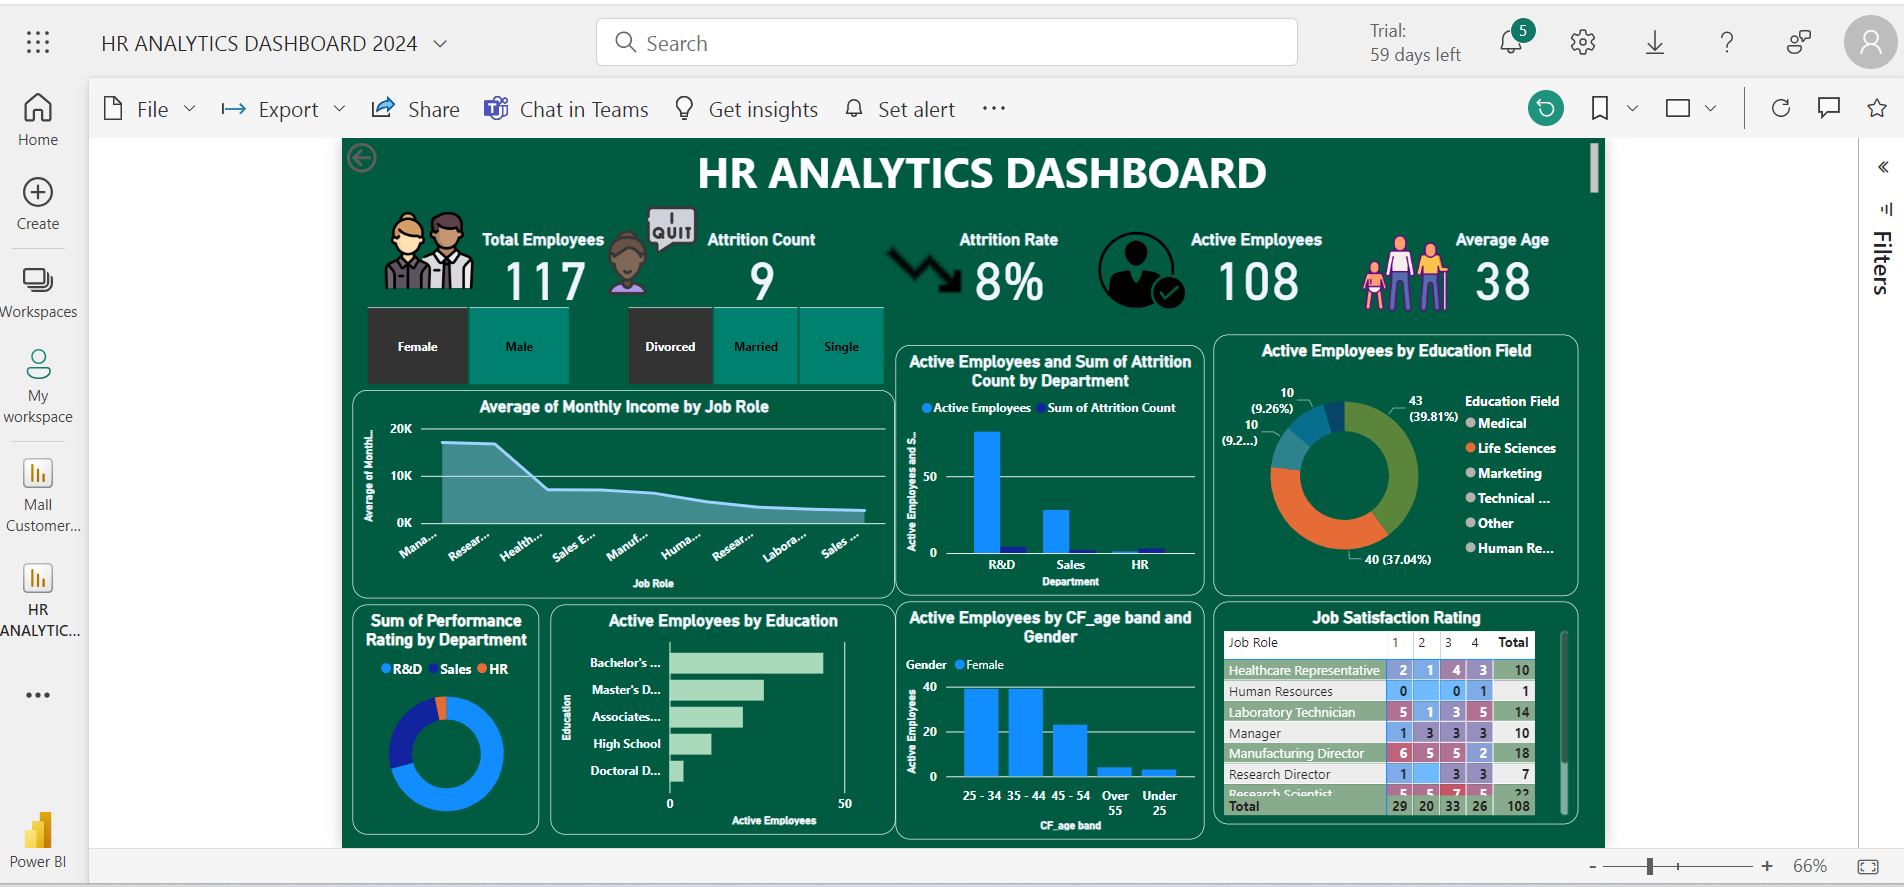 HR ANALYTICS DASHBOARD 2024
Search
Trial:
59 days left
5
Home
Create
Workspaces
My
workspace
Mall
Customer...
HR
ANALYTIC...
Power BI
File
Export
Share
Chat in Teams
Get insights
Set alert
Filters
HR ANALYTICS DASHBOARD
Total Employees
117
I
QUIT
Attrition Count
9
Attrition Rate
8%
Active Employees
108
Average Age
38
Female
Male
Divorced
Married
Single
Average of Monthly Income by Job Role
Average of Monthl...
20K
10K
0K
Mana...
Resear...
Health...
Sales E...
Manuf...
Huma...
Resear...
Labora...
Sales ...
Job Role
Active Employees and Sum of Attrition
Count by Department
Active Employees
Sum of Attrition Count
Active Employees and S...
50
0
R&D
Sales
HR
Department
Active Employees by Education Field
10
(9.26%)
10
(9.2...)
43
(39.81%)
40 (37.04%)
Education Field
Medical
Life Sciences
Marketing
Technical ...
Other
Human Re...
Sum of Performance
Rating by Department
R&D
Sales
HR
Active Employees by Education
Education
Bachelor's ...
Master's D...
Associates...
High School
Doctoral D...
0
50
Active Employees
Active Employees by CF_age band and
Gender
Gender
Female
Active Employees
40
20
0
25 - 34
35 - 44
45 - 54
Over
55
Under
25
CF_age band
Job Satisfaction Rating
Job Role 1 2 3 4 Total
Healthcare Representative 2 1 4 3 10
Human Resources 0 0 1 1
Laboratory Technician 5 1 3 5 14
Manager 1 3 3 3 10
Manufacturing Director 6 5 5 2 18
Research Director 1 3 3 7
Research Scientist 5 5 7 5 22
Total 29 20 33 26 108
- + 66%